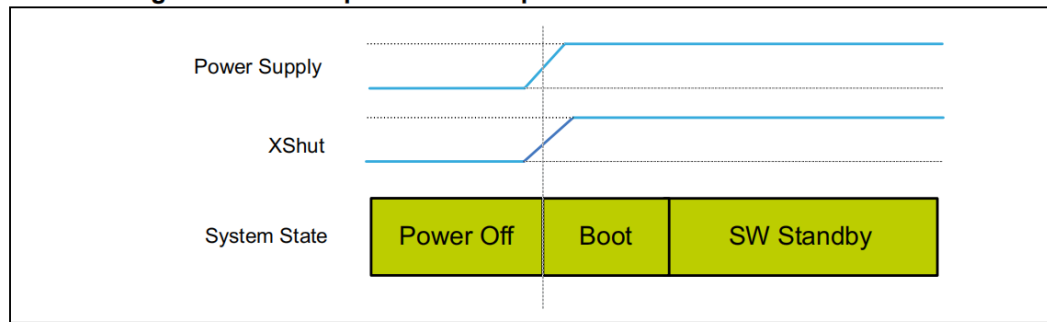 Power Supply
XShut
System State
Power Off
Boot
SW Standby